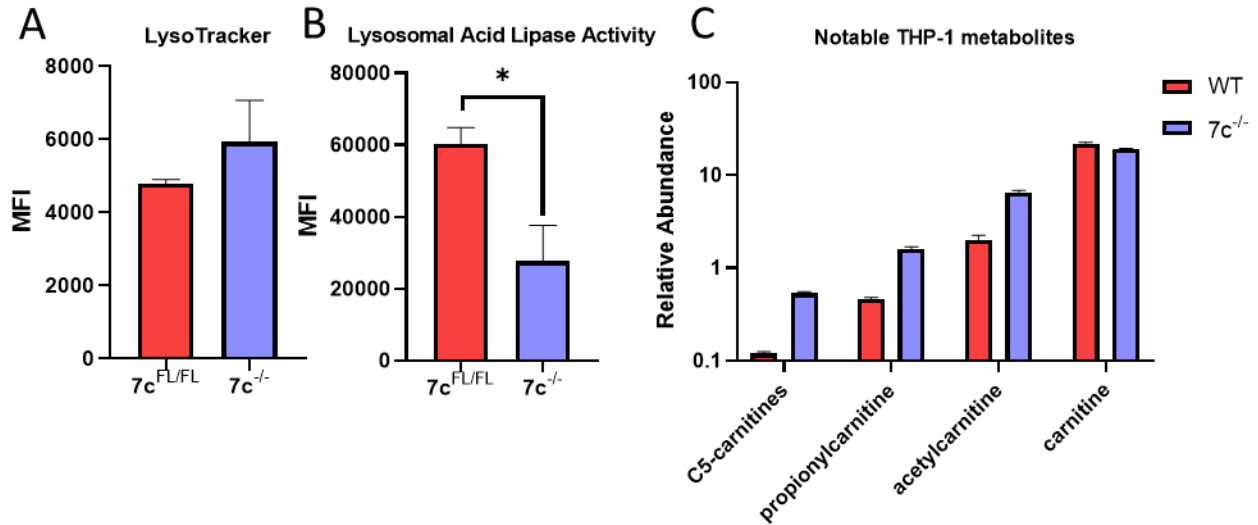 A
LysoTracker
MFI
8000
6000
4000
2000
0
7c^FL/FL
7c^-/-
B
Lysosomal Acid Lipase Activity
*
MFI
80000
60000
40000
20000
0
7c^FL/FL
7c^-/-
C
Notable THP-1 metabolites
Relative Abundance
100
10
1
0.1
C5-carnitines
propionylcarnitine
acetylcarnitine
carnitine
WT
7c^-/-